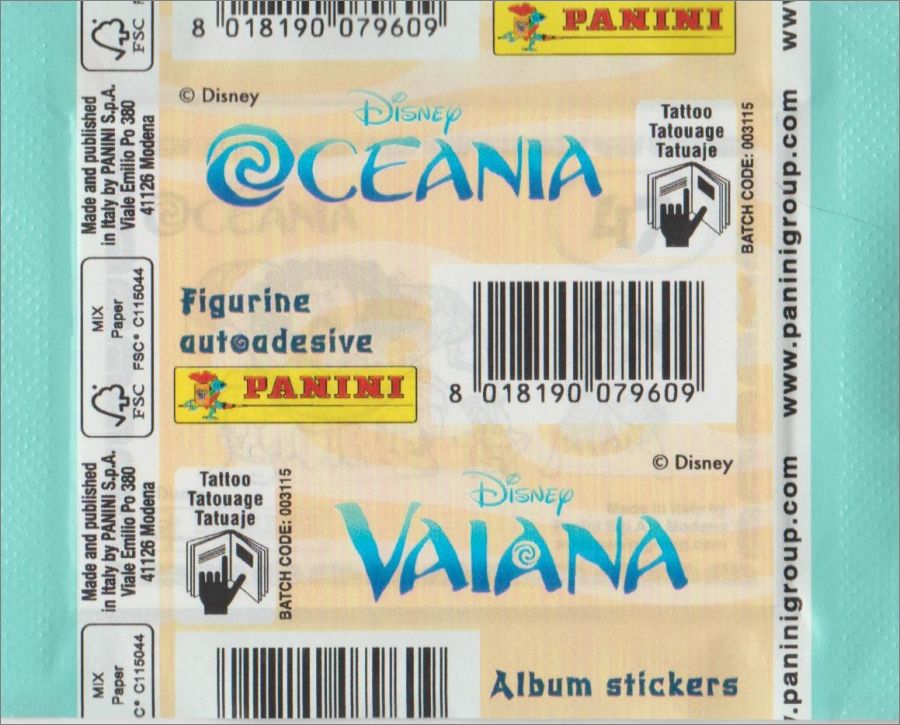 FSC
8 018190 079609
PANINI
www.paninigroup.com
© Disney
Disney
OCEANIA
Tattoo
Tatouage
Tatuaje
BATCH CODE: 003115
Made and published
in Italy by PANINI S.p.A.
Viale Emilio Po 380
41126 Modena
MIX
Paper
FSC® C115044
FSC
Figurine
autoadesive
PANINI
8 018190 079609
© Disney
Disney
VAIANA
Tattoo
Tatouage
Tatuaje
BATCH CODE: 003115
Made and published
in Italy by PANINI S.p.A.
Viale Emilio Po 380
41126 Modena
.paninigroup.com
MIX
Paper
C® C115044
Album stickers